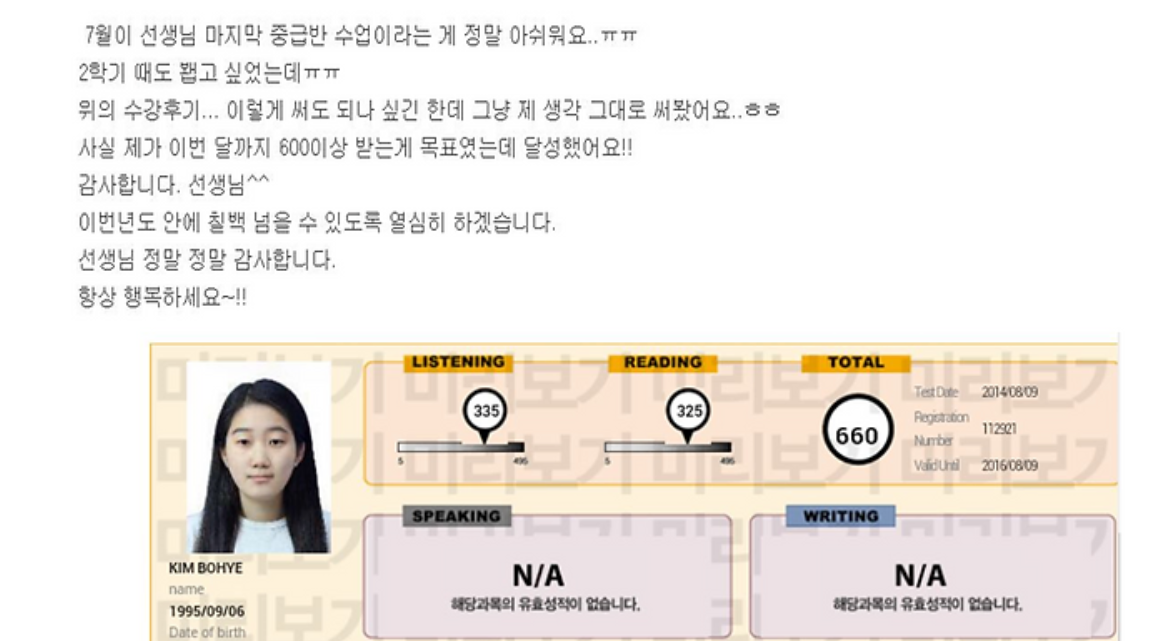 7월이 선생님 마지막 중급반 수업이라는 게 정말 아쉬워요..ㅠㅠ
2학기 때도 뵙고 싶었는데ㅠㅠ
위의 수강후기... 이렇게 써도 되나 싶긴 한데 그냥 제 생각 그대로 써봤어요..ㅎㅎ
사실 제가 이번 달까지 600이상 받는게 목표였는데 달성했어요!!
감사합니다. 선생님^^
이번년도 안에 칠백 넘을 수 있도록 열심히 하겠습니다.
선생님 정말 정말 감사합니다.
항상 행복하세요~!!
미리보기 미리보기 미리보기
LISTENING
335
5 495
READING
325
5 495
TOTAL
660
Test Date 2014/08/09
Registration Number 112921
Valid Until 2016/08/09
SPEAKING
N/A
해당과목의 유효성적이 없습니다.
WRITING
N/A
해당과목의 유효성적이 없습니다.
KIM BOHYE
name
1995/09/06
Date of birth